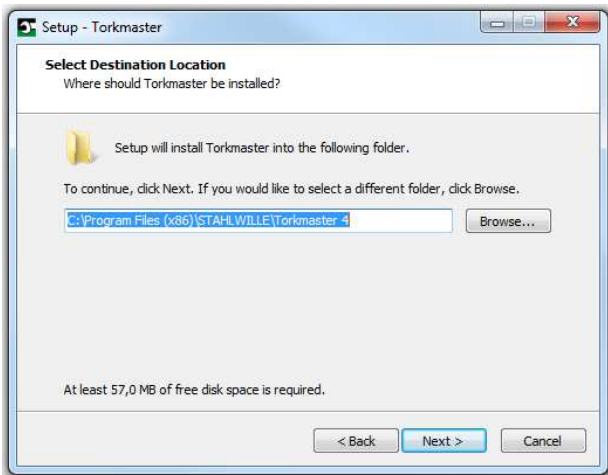 Setup - Torkmaster
Select Destination Location
Where should Torkmaster be installed?
Setup will install Torkmaster into the following folder.
To continue, click Next. If you would like to select a different folder, click Browse.
C:\Program Files (x86)\STAHLWILLE\Torkmaster 4
Browse...
At least 57,0 MB of free disk space is required.
< Back
Next >
Cancel